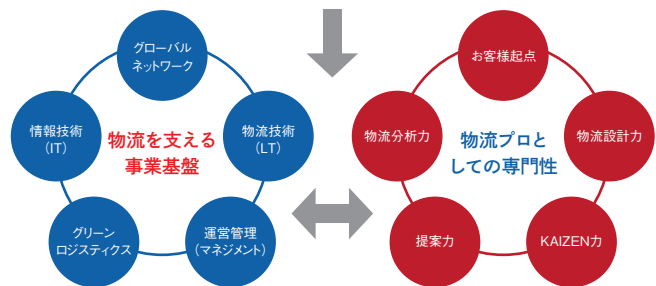 グローバル
ネットワーク
情報技術
（IT）
物流を支える
事業基盤
物流技術
（LT）
グリーン
ロジスティクス
運営管理
（マネジメント）
お客様起点
物流分析力
物流プロと
しての専門性
物流設計力
提案力
KAIZEN力